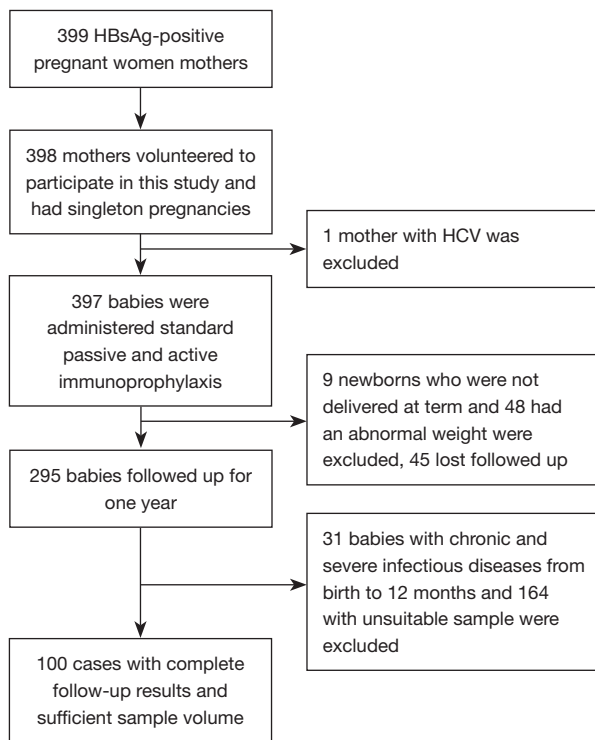 399 HBsAg-positive
pregnant women mothers
398 mothers volunteered to
participate in this study and
had singleton pregnancies
1 mother with HCV was
excluded
397 babies were
administered standard
passive and active
immunoprophylaxis
9 newborns who were not
delivered at term and 48 had
an abnormal weight were
excluded, 45 lost followed up
295 babies followed up for
one year
31 babies with chronic and
severe infectious diseases from
birth to 12 months and 164
with unsuitable sample were
excluded
100 cases with complete
follow-up results and
sufficient sample volume